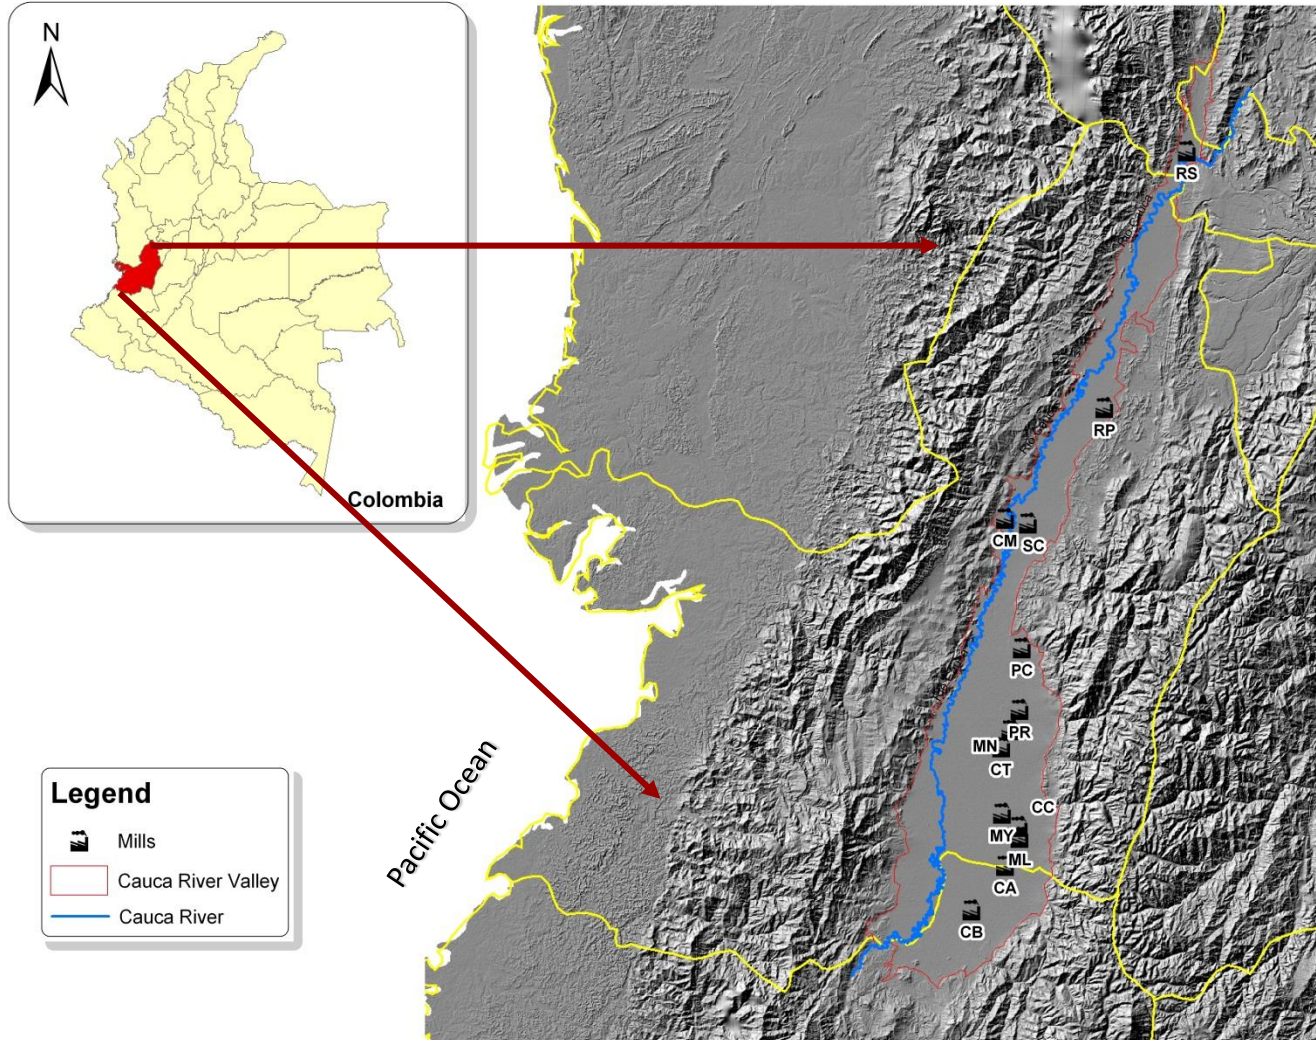 N
Colombia
Legend
Mills
Cauca River Valley
Cauca River
Pacific Ocean
RS
RP
CM
SC
PC
PR
MN
CT
CC
MY
ML
CA
CB